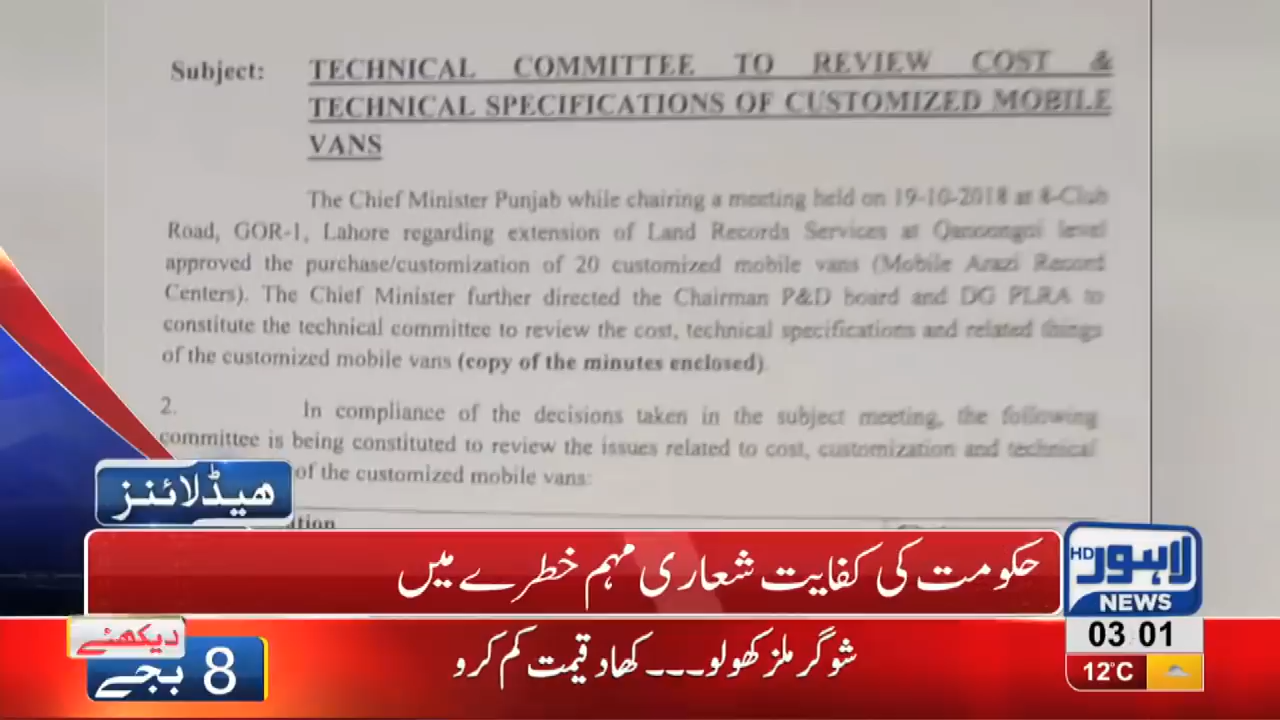 Subject: TECHNICAL COMMITTEE TO REVIEW COST &
TECHNICAL SPECIFICATIONS OF CUSTOMIZED MOBILE
VANS
The Chief Minister Punjab while chairing a meeting held on 19-10-2018 at 8-Club
Road, GOR-1, Lahore regarding extension of Land Records Services at Qanoongoi level
approved the purchase/customization of 20 customized mobile vans (Mobile Arazi Record
Centers). The Chief Minister further directed the Chairman P&D board and DG PLRA to
constitute the technical committee to review the cost, technical specifications and related things
of the customized mobile vans (copy of the minutes enclosed).
2. In compliance of the decisions taken in the subject meeting, the following
committee is being constituted to review the issues related to cost, customization and technical
of the customized mobile vans:
ھیڈلائنز
حکومت کی کفایت شعاری مہم خطرے میں
لاہور HD
NEWS
03 01
12°C
شوگر ملز کھولو۔۔۔ کھاد قیمت کم کرو
دیکھئے
8 بجے